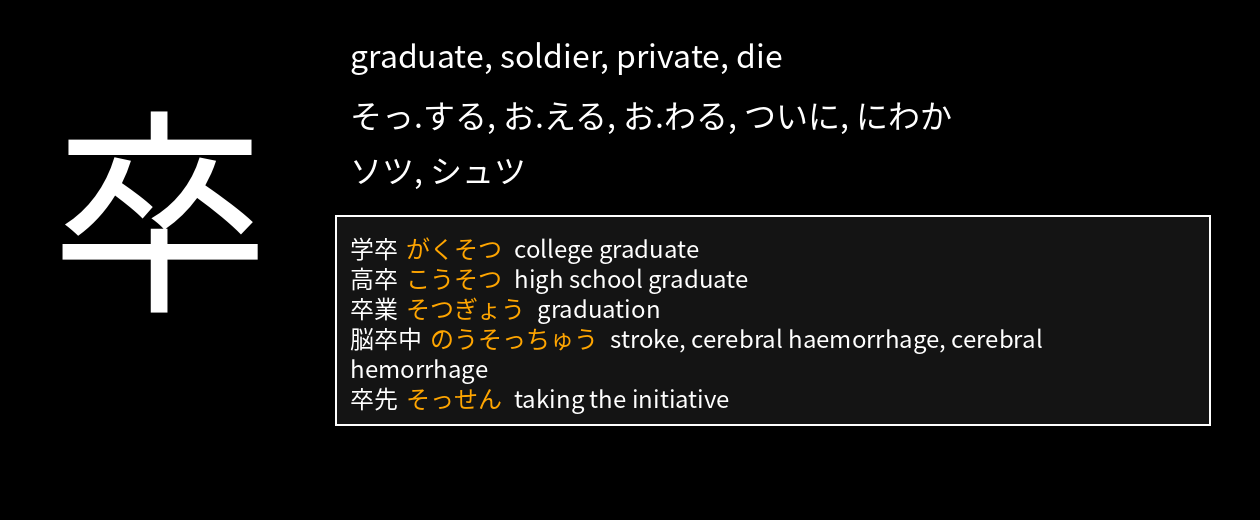 卒
graduate, soldier, private, die
そっ.する, お.える, お.わる, ついに, にわか
ソツ, シュツ
学卒 がくそつ college graduate
高卒 こうそつ high school graduate
卒業 そつぎょう graduation
脳卒中 のうそっちゅう stroke, cerebral haemorrhage, cerebral
hemorrhage
卒先 そっせん taking the initiative